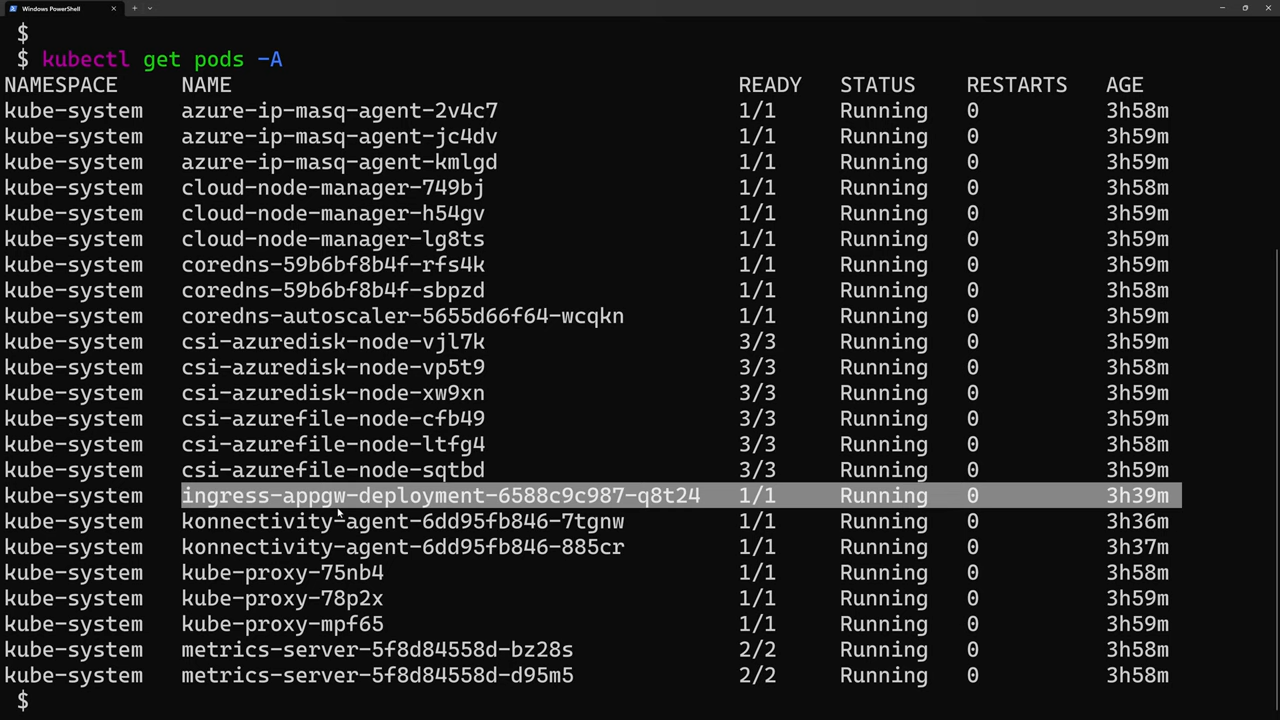 Windows PowerShell
$
$ kubectl get pods -A
NAMESPACE NAME READY STATUS RESTARTS AGE
kube-system azure-ip-masq-agent-2v4c7 1/1 Running 0 3h58m
kube-system azure-ip-masq-agent-jc4dv 1/1 Running 0 3h59m
kube-system azure-ip-masq-agent-kmlgd 1/1 Running 0 3h59m
kube-system cloud-node-manager-749bj 1/1 Running 0 3h58m
kube-system cloud-node-manager-h54gv 1/1 Running 0 3h59m
kube-system cloud-node-manager-lg8ts 1/1 Running 0 3h59m
kube-system coredns-59b6bf8b4f-rfs4k 1/1 Running 0 3h59m
kube-system coredns-59b6bf8b4f-sbpzd 1/1 Running 0 3h58m
kube-system coredns-autoscaler-5655d66f64-wcqkn 1/1 Running 0 3h59m
kube-system csi-azuredisk-node-vjl7k 3/3 Running 0 3h59m
kube-system csi-azuredisk-node-vp5t9 3/3 Running 0 3h58m
kube-system csi-azuredisk-node-xw9xn 3/3 Running 0 3h59m
kube-system csi-azurefile-node-cfb49 3/3 Running 0 3h59m
kube-system csi-azurefile-node-ltfg4 3/3 Running 0 3h58m
kube-system csi-azurefile-node-sqtbd 3/3 Running 0 3h59m
kube-system ingress-appgw-deployment-6588c9c987-q8t24 1/1 Running 0 3h39m
kube-system konnectivity-agent-6dd95fb846-7tgnw 1/1 Running 0 3h36m
kube-system konnectivity-agent-6dd95fb846-885cr 1/1 Running 0 3h37m
kube-system kube-proxy-75nb4 1/1 Running 0 3h58m
kube-system kube-proxy-78p2x 1/1 Running 0 3h59m
kube-system kube-proxy-mpf65 1/1 Running 0 3h59m
kube-system metrics-server-5f8d84558d-bz28s 2/2 Running 0 3h58m
kube-system metrics-server-5f8d84558d-d95m5 2/2 Running 0 3h58m
$